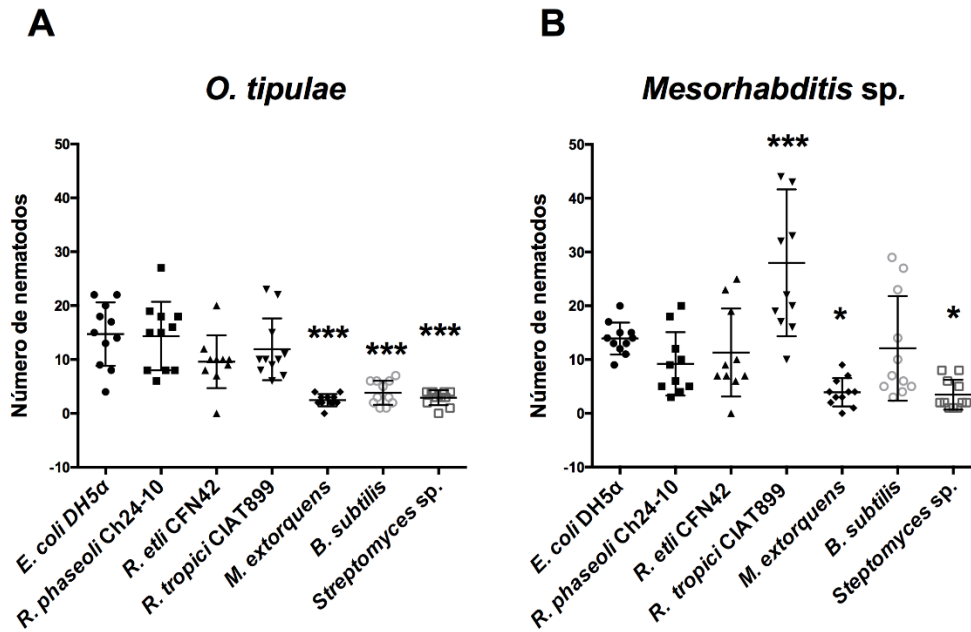 A
O. tipulae
Número de nematodos
50
40
30
20
10
0
-10
***
***
***
E. coli DH5α
R. phaseoli Ch24-10
R. etli CFN42
R. tropici CIAT899
M. extorquens
B. subtilis
Streptomyces sp.
B
Mesorhabditis sp.
Número de nematodos
50
40
30
20
10
0
-10
***
*
*
E. coli DH5α
R. phaseoli Ch24-10
R. etli CFN42
R. tropici CIAT899
M. extorquens
B. subtilis
Steptomyces sp.